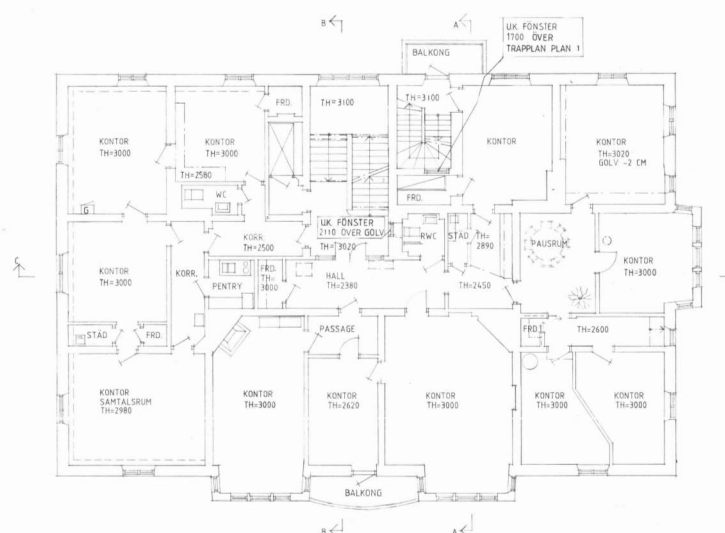 B
A
U.K. FÖNSTER
1700 ÖVER
TRAPPLAN PLAN 1
BALKONG
FRD.
TH=3100
TH=3100
KONTOR
TH=3000
KONTOR
TH=3000
TH=2580
KONTOR
KONTOR
TH=3020
GOLV -2 CM
WC
FRD.
G
U.K. FÖNSTER
2110 ÖVER GOLV
TH=3020
KORR.
TH=2500
RWC
STÄD
TH=
2890
PAUSRUM
KONTOR
TH=3000
C
KONTOR
TH=3000
KORR.
PENTRY
FRD.
TH=
3000
HALL
TH=2380
TH=2450
STÄD
FRD.
PASSAGE
FRD.
TH=2600
KONTOR
SAMTALSRUM
TH=2980
KONTOR
TH=3000
KONTOR
TH=2620
KONTOR
TH=3000
KONTOR
TH=3000
KONTOR
TH=3000
BALKONG
B
A